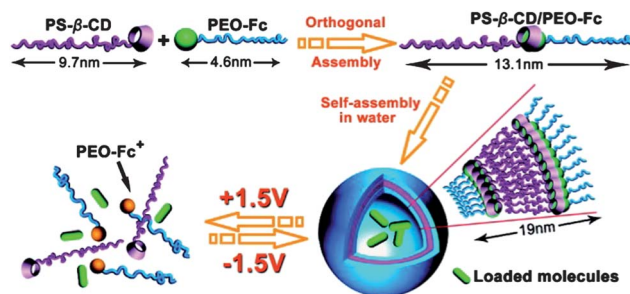 PS-β-CD
+
PEO-Fc
Orthogonal
Assembly
PS-β-CD/PEO-Fc
9.7nm
4.6nm
13.1nm
Self-assembly
in water
PEO-Fc⁺
+1.5V
-1.5V
19nm
Loaded molecules